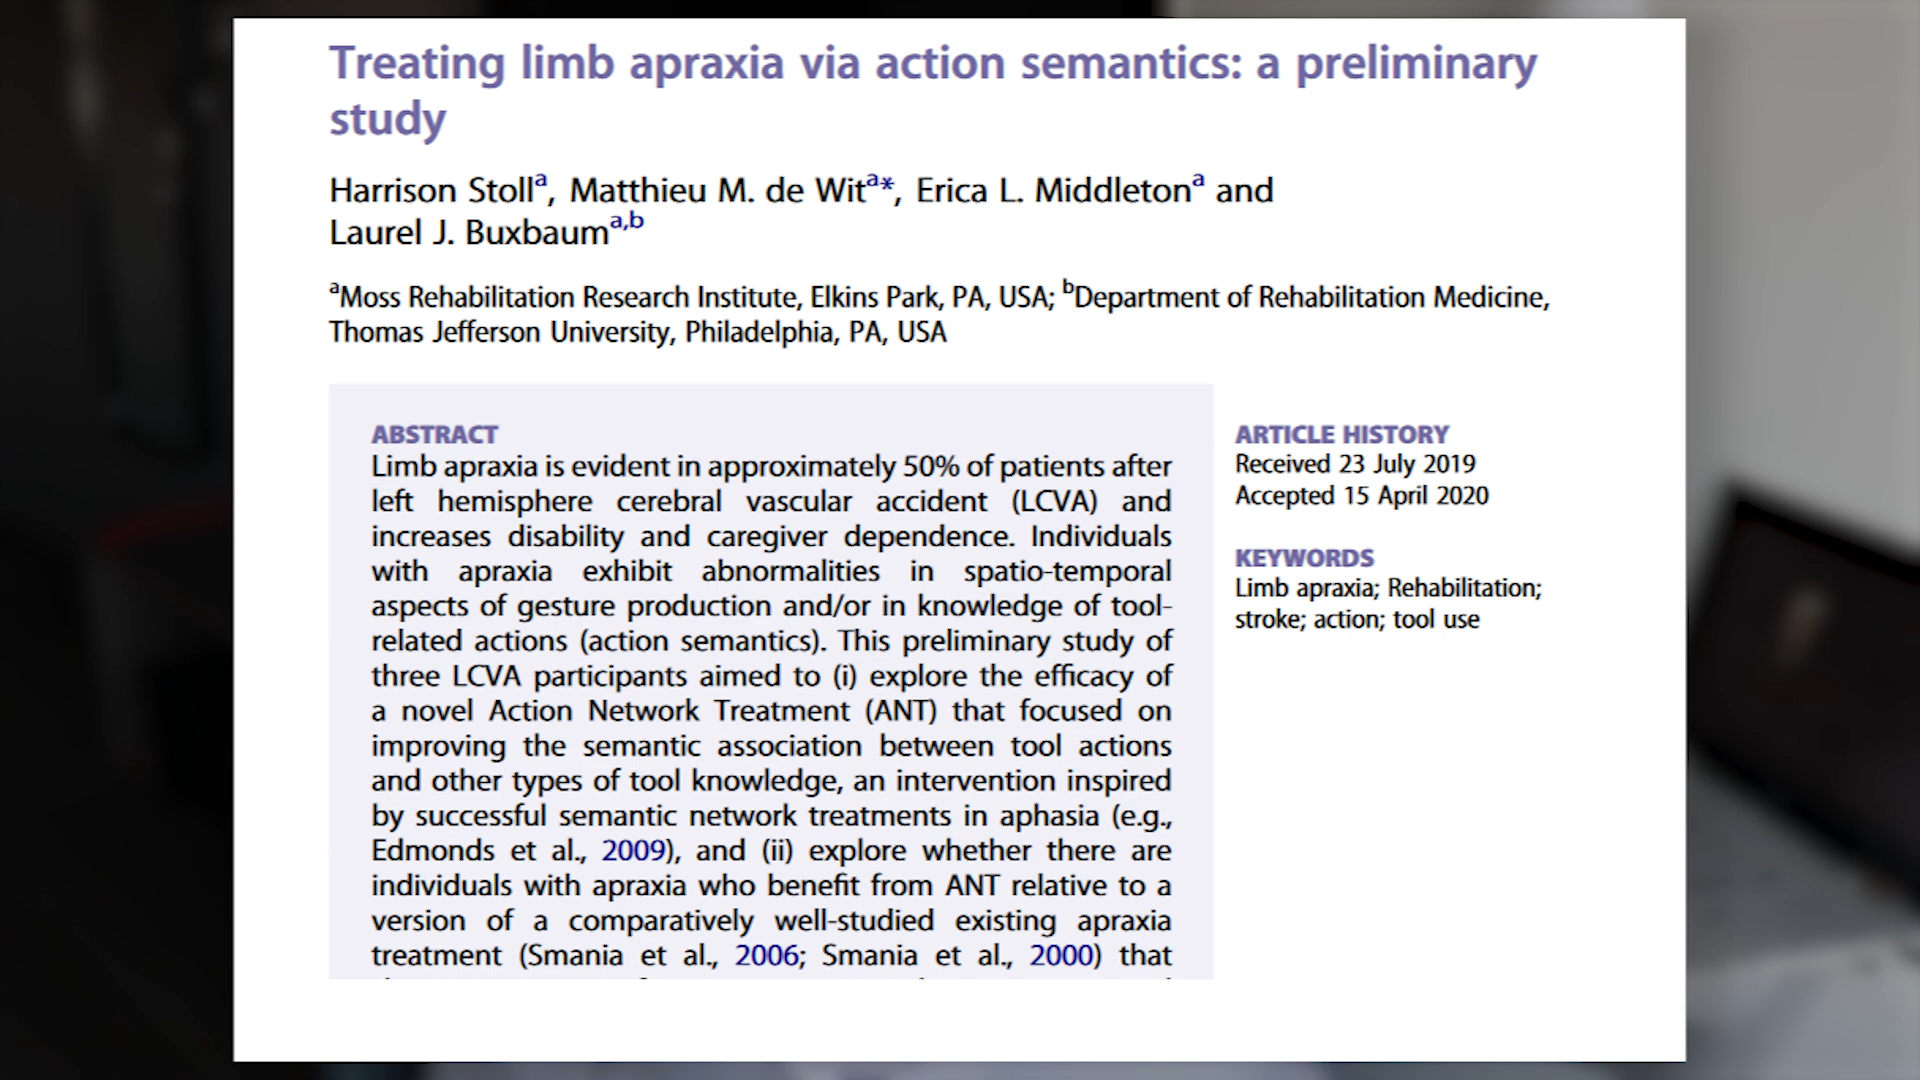 Treating limb apraxia via action semantics: a preliminary
study
Harrison Stollᵃ, Matthieu M. de Witᵃ*, Erica L. Middletonᵃ and
Laurel J. Buxbaumᵃ,ᵇ
ᵃMoss Rehabilitation Research Institute, Elkins Park, PA, USA; ᵇDepartment of Rehabilitation Medicine,
Thomas Jefferson University, Philadelphia, PA, USA
ABSTRACT
Limb apraxia is evident in approximately 50% of patients after
left hemisphere cerebral vascular accident (LCVA) and
increases disability and caregiver dependence. Individuals
with apraxia exhibit abnormalities in spatio-temporal
aspects of gesture production and/or in knowledge of tool-
related actions (action semantics). This preliminary study of
three LCVA participants aimed to (i) explore the efficacy of
a novel Action Network Treatment (ANT) that focused on
improving the semantic association between tool actions
and other types of tool knowledge, an intervention inspired
by successful semantic network treatments in aphasia (e.g.,
Edmonds et al., 2009), and (ii) explore whether there are
individuals with apraxia who benefit from ANT relative to a
version of a comparatively well-studied existing apraxia
treatment (Smania et al., 2006; Smania et al., 2000) that
ARTICLE HISTORY
Received 23 July 2019
Accepted 15 April 2020
KEYWORDS
Limb apraxia; Rehabilitation;
stroke; action; tool use